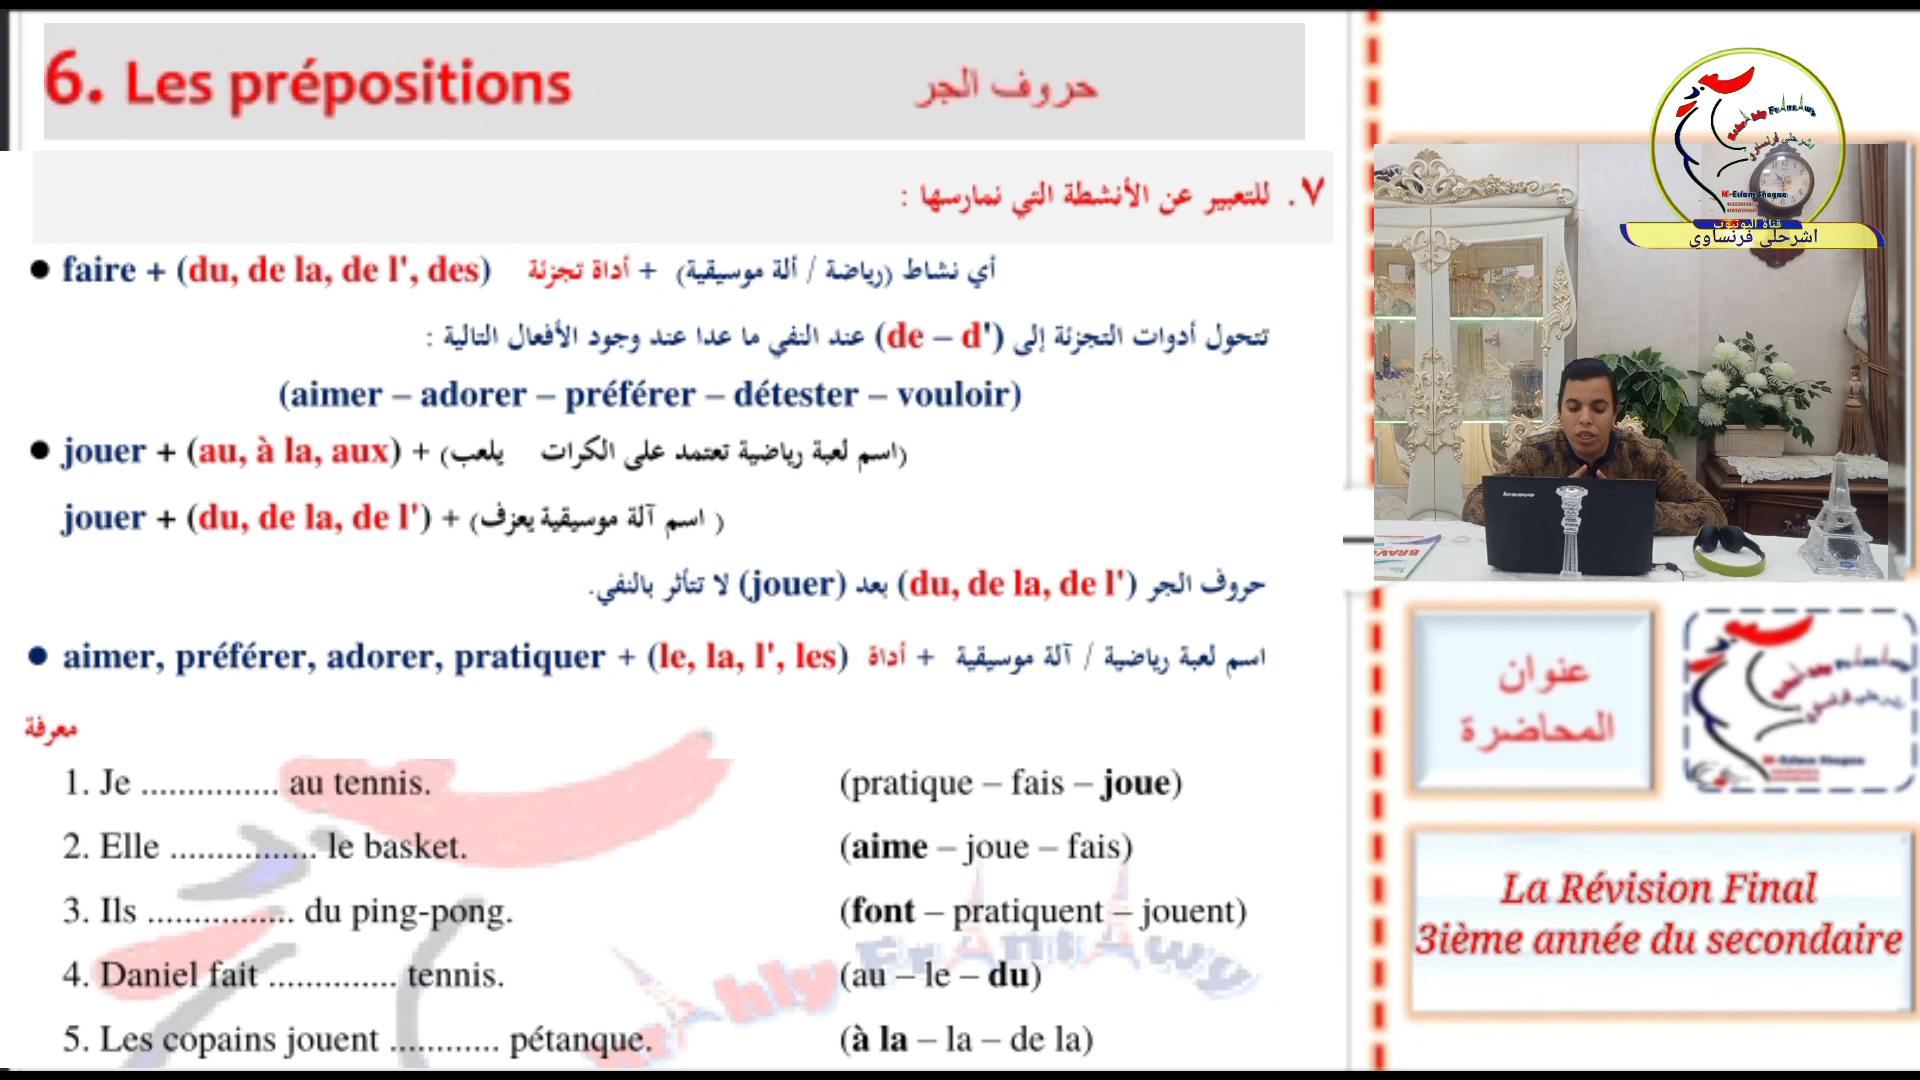 6. Les prépositions حروف الجر
٧. للتعبير عن الأنشطة التي نمارسها :
● faire + (du, de la, de l', des) أي نشاط (رياضة / ألة موسيقية) + أداة تجزئة
تتحول أدوات التجزئة إلى (de – d') عند النفي ما عدا عند وجود الأفعال التالية :
(aimer – adorer – préférer – détester – vouloir)
● jouer + (au, à la, aux) + (اسم لعبة رياضية تعتمد على الكرات يلعب)
jouer + (du, de la, de l') + (اسم آلة موسيقية يعزف)
حروف الجر (du, de la, de l') بعد (jouer) لا تتأثر بالنفي.
● aimer, préférer, adorer, pratiquer + (le, la, l', les) اسم لعبة رياضية / آلة موسيقية + أداة
معرفة
1. Je ............... au tennis. (pratique – fais – joue)
2. Elle ................ le basket. (aime – joue – fais)
3. Ils ................ du ping-pong. (font – pratiquent – jouent)
4. Daniel fait .............. tennis. (au – le – du)
5. Les copains jouent ............ pétanque. (à la – la – de la)
قناة اليوتيوب
اشرحلي فرنساوي
lenovo
عنوان
المحاضرة
La Révision Final
3ième année du secondaire